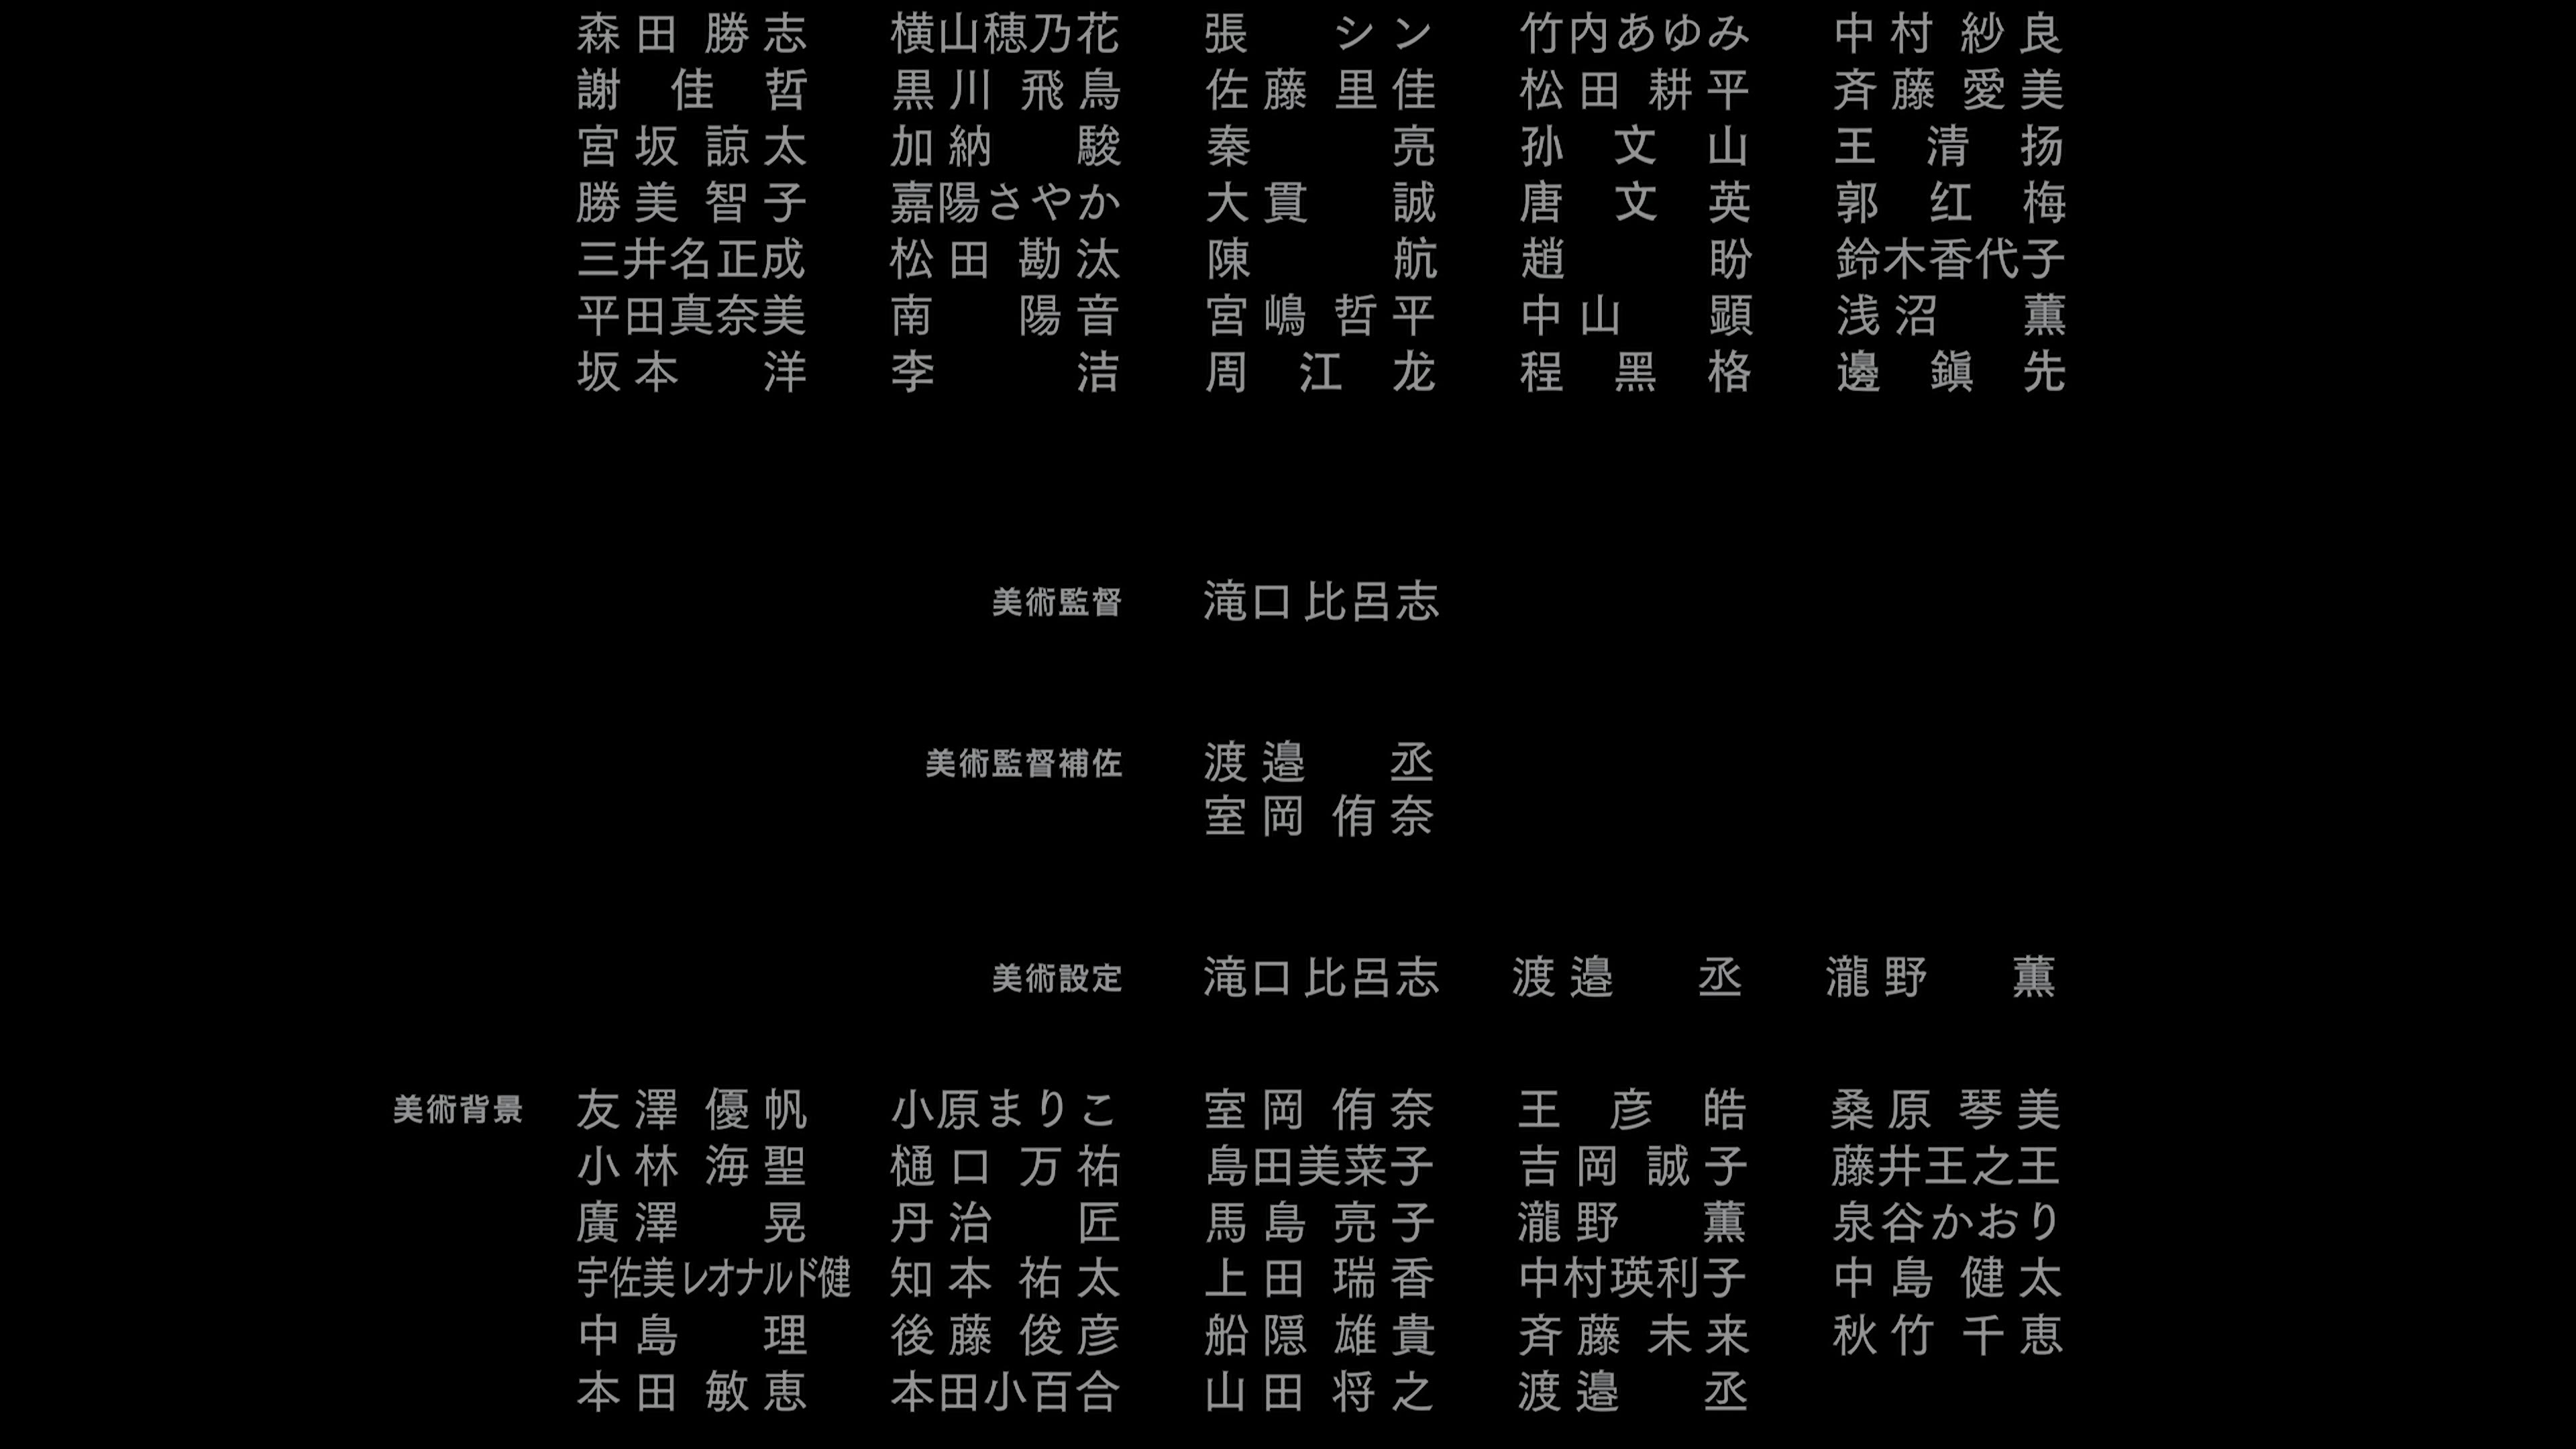 森田 勝志 横山穂乃花 張 シン 竹内あゆみ 中村 紗良
謝 佳 哲 黒川 飛鳥 佐藤 里佳 松田 耕平 斉藤 愛美
宮坂 諒太 加納 駿 秦 亮 孙 文 山 王 清 扬
勝美 智子 嘉陽さやか 大貫 誠 唐 文 英 郭 红 梅
三井名正成 松田 勘汰 陳 航 趙 盼 鈴木香代子
平田真奈美 南 陽音 宮嶋 哲平 中山 顕 浅沼 薫
坂本 洋 李 洁 周 江 龙 程 黑 格 邊 鎭 先
美術監督 滝口 比呂志
美術監督補佐 渡邉 丞
室岡 侑奈
美術設定 滝口 比呂志 渡邉 丞 瀧野 薫
美術背景 友澤 優帆 小原まりこ 室岡 侑奈 王 彦 皓 桑原 琴美
小林 海聖 樋口 万祐 島田美菜子 吉岡 誠子 藤井王之王
廣澤 晃 丹治 匠 馬島 亮子 瀧野 薫 泉谷かおり
宇佐美レオナルド健 知本 祐太 上田 瑞香 中村瑛利子 中島 健太
中島 理 後藤 俊彦 船隠 雄貴 斉藤 未来 秋竹 千恵
本田 敏恵 本田小百合 山田 将之 渡邉 丞